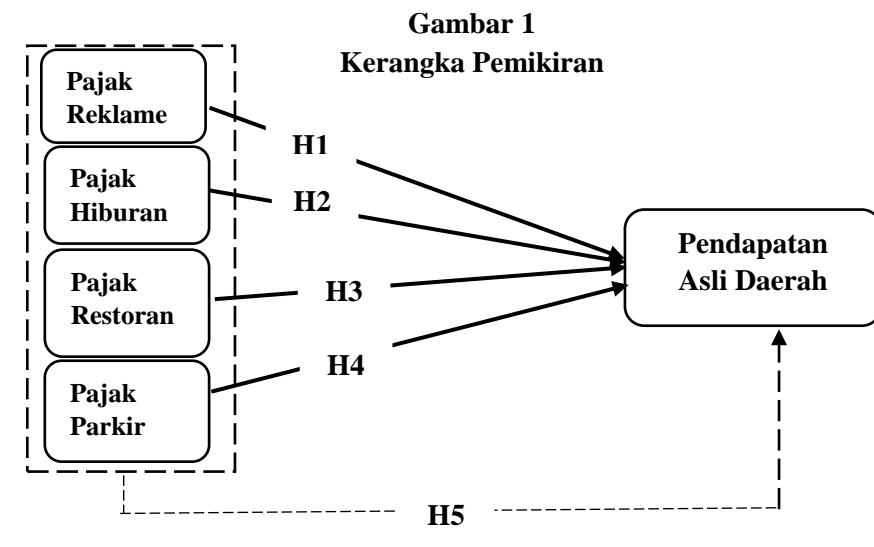 Gambar 1
Kerangka Pemikiran
Pajak
Reklame
H1
Pajak
Hiburan
H2
Pajak
Restoran
H3
Pajak
Parkir
H4
Pendapatan
Asli Daerah
H5